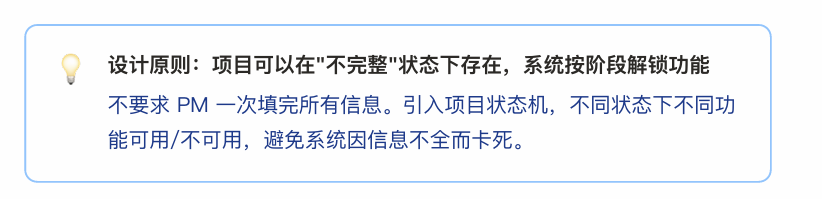 设计原则：项目可以在"不完整"状态下存在，系统按阶段解锁功能
不要求 PM 一次填完所有信息。引入项目状态机，不同状态下不同功
能可用/不可用，避免系统因信息不全而卡死。